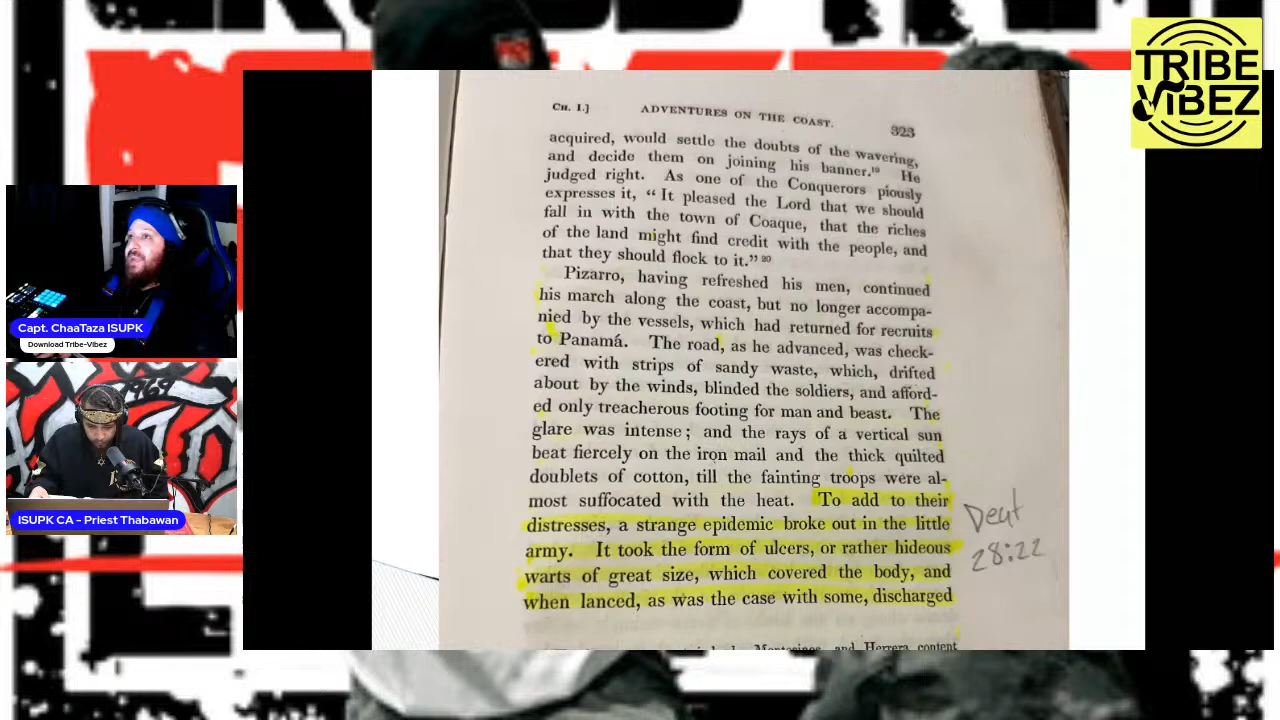 TRIBE
VIBEZ
CH. I.] ADVENTURES ON THE COAST. 323
acquired, would settle the doubts of the wavering,
and decide them on joining his banner.¹⁹ He
judged right. As one of the Conquerors piously
expresses it, “ It pleased the Lord that we should
fall in with the town of Coaque, that the riches
of the land might find credit with the people, and
that they should flock to it.” ²⁰
Pizarro, having refreshed his men, continued
his march along the coast, but no longer accompa-
nied by the vessels, which had returned for recruits
to Panamá. The road, as he advanced, was check-
ered with strips of sandy waste, which, drifted
about by the winds, blinded the soldiers, and afford-
ed only treacherous footing for man and beast. The
glare was intense ; and the rays of a vertical sun
beat fiercely on the iron mail and the thick quilted
doublets of cotton, till the fainting troops were al-
most suffocated with the heat. To add to their
distresses, a strange epidemic broke out in the little
army. It took the form of ulcers, or rather hideous
warts of great size, which covered the body, and
when lanced, as was the case with some, discharged
and Herrera content
Deut
28:22
Capt. ChaaTaza ISUPK
Download Tribe-Vibez
1969
ISUPK CA - Priest Thabawan